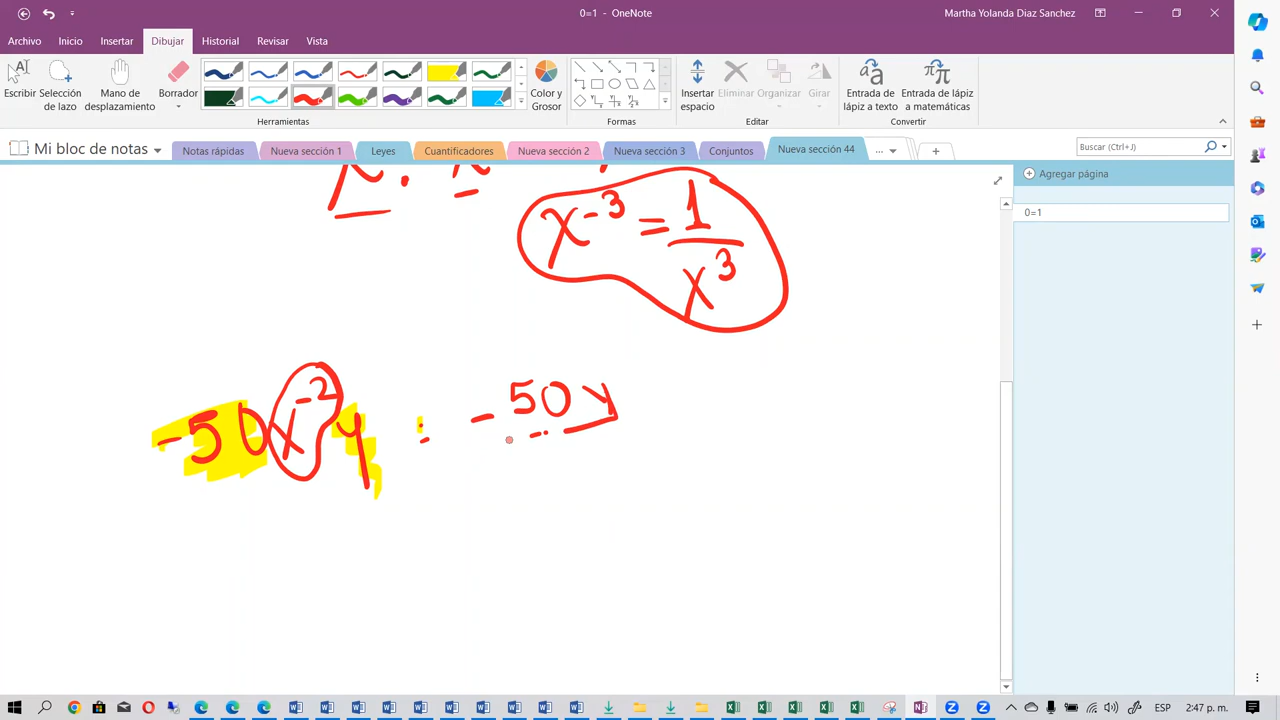 0=1 - OneNote
Martha Yolanda Diaz Sanchez
Archivo Inicio Insertar Dibujar Historial Revisar Vista
Escribir Selección de lazo Mano de desplazamiento Borrador
Color y Grosor
Insertar espacio Eliminar Organizar Girar
Entrada de lápiz a texto Entrada de lápiz a matemáticas
Herramientas Formas Editar Convertir
Mi bloc de notas Notas rápidas Nueva sección 1 Leyes Cuantificadores Nueva sección 2 Nueva sección 3 Conjuntos Nueva sección 44 ... +
Buscar (Ctrl+J)
Agregar página
0=1
x⁻³ = 1/x³
-50x⁻²y = -50y
ESP 2:47 p. m.